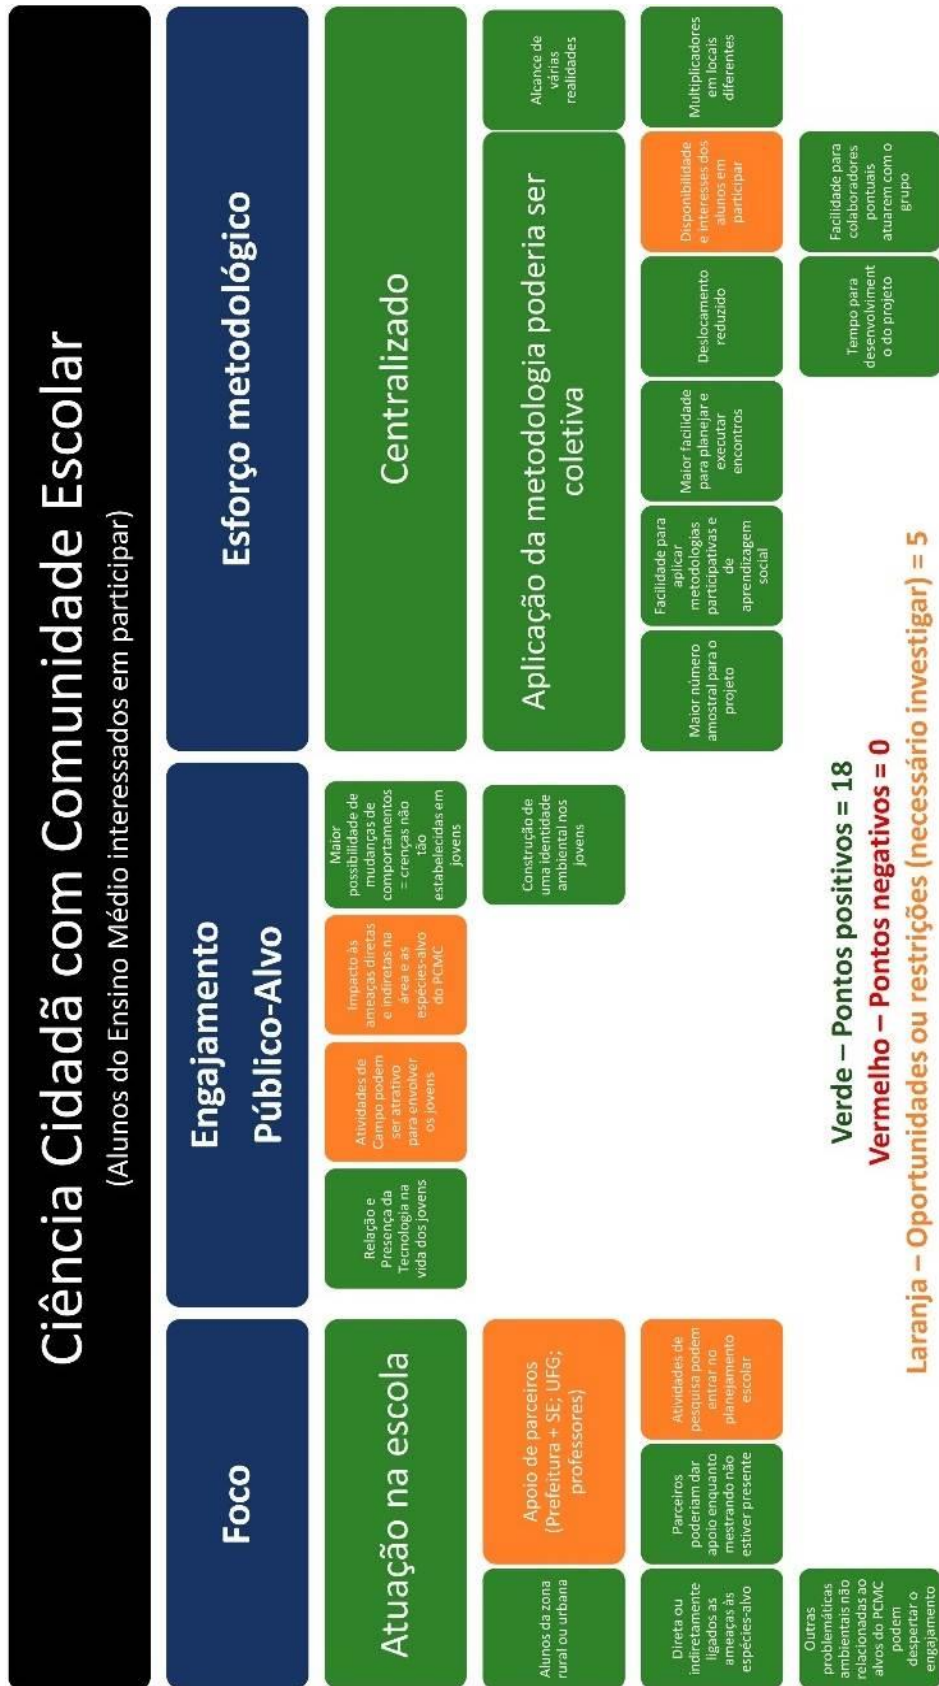 Ciência Cidadã com Comunidade Escolar
(Alunos do Ensino Médio interessados em participar)
Foco
Atuação na escola
Alunos da zona
rural ou urbana
Apoio de parceiros
(Prefeitura + SE; UFG;
professores)
Direta ou
indiretamente
ligados as
ameaças às
espécies-alvo
Parceiros
poderiam dar
apoio enquanto
mestrando não
estiver presente
Atividades de
pesquisa podem
entrar no
planejamento
escolar
Outras
problemáticas
ambientais não
relacionadas ao
alvos do PCMC
podem
despertar o
engajamento
Engajamento
Público-Alvo
Relação e
Presença da
Tecnologia na
vida dos jovens
Atividades de
Campo podem
ser atrativo
para envolver
os jovens
Impacto às
ameaças diretas
e indiretas na
área e as
espécies-alvo
do PCMC
Maior
possibilidade de
mudanças de
comportamentos
= crenças não
tão
estabelecidas em
jovens
Construção de
uma identidade
ambiental nos
jovens
Esforço metodológico
Centralizado
Aplicação da metodologia poderia ser
coletiva
Alcance de
várias
realidades
Maior número
amostral para o
projeto
Facilidade para
aplicar
metodologias
participativas e
de
aprendizagem
social
Maior facilidade
para planejar e
executar
encontros
Deslocamento
reduzido
Disponibilidade
e interesses dos
alunos em
participar
Multiplicadores
em locais
diferentes
Tempo para
desenvolviment
o do projeto
Facilidade para
colaboradores
pontuais
atuarem com o
grupo
Verde – Pontos positivos = 18
Vermelho – Pontos negativos = 0
Laranja – Oportunidades ou restrições (necessário investigar) = 5